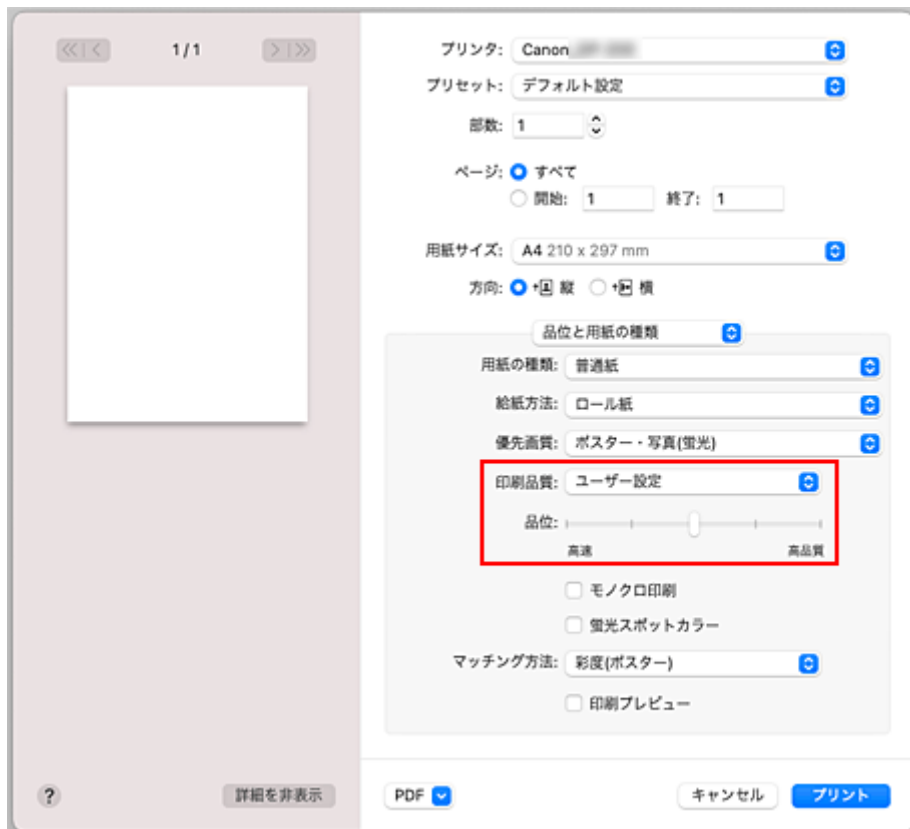 1/1
プリンタ: Canon
プリセット: デフォルト設定
部数: 1
ページ: すべて
開始: 1 終了: 1
用紙サイズ: A4 210 x 297 mm
方向: 縦 横
品位と用紙の種類
用紙の種類: 普通紙
給紙方法: ロール紙
優先画質: ポスター・写真(蛍光)
印刷品質: ユーザー設定
品位:
高速 高品質
モノクロ印刷
蛍光スポットカラー
マッチング方法: 彩度(ポスター)
印刷プレビュー
? 詳細を非表示 PDF キャンセル プリント